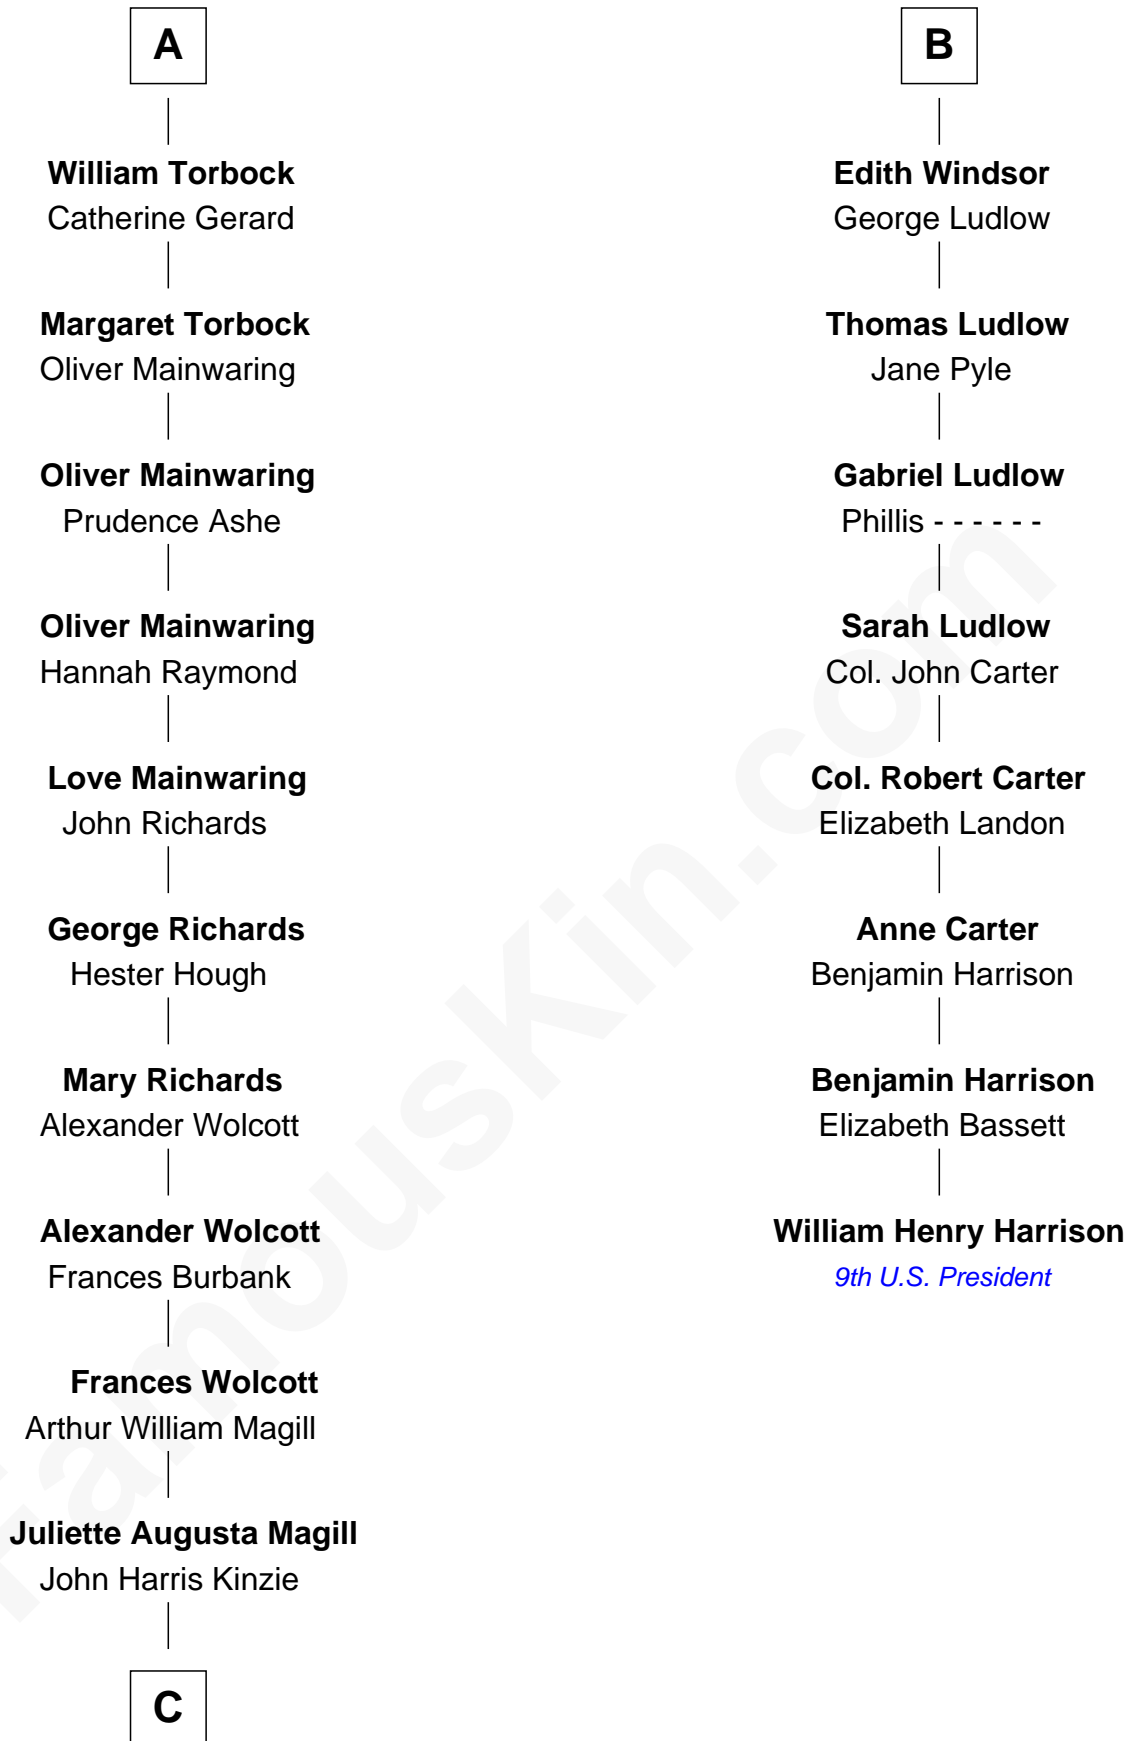 A
William Torbock
Catherine Gerard
Margaret Torbock
Oliver Mainwaring
Oliver Mainwaring
Prudence Ashe
Oliver Mainwaring
Hannah Raymond
Love Mainwaring
John Richards
George Richards
Hester Hough
Mary Richards
Alexander Wolcott
Alexander Wolcott
Frances Burbank
Frances Wolcott
Arthur William Magill
Juliette Augusta Magill
John Harris Kinzie
C
B
Edith Windsor
George Ludlow
Thomas Ludlow
Jane Pyle
Gabriel Ludlow
Phillis - - - - - -
Sarah Ludlow
Col. John Carter
Col. Robert Carter
Elizabeth Landon
Anne Carter
Benjamin Harrison
Benjamin Harrison
Elizabeth Bassett
William Henry Harrison
9th U.S. President
FamousKin.com